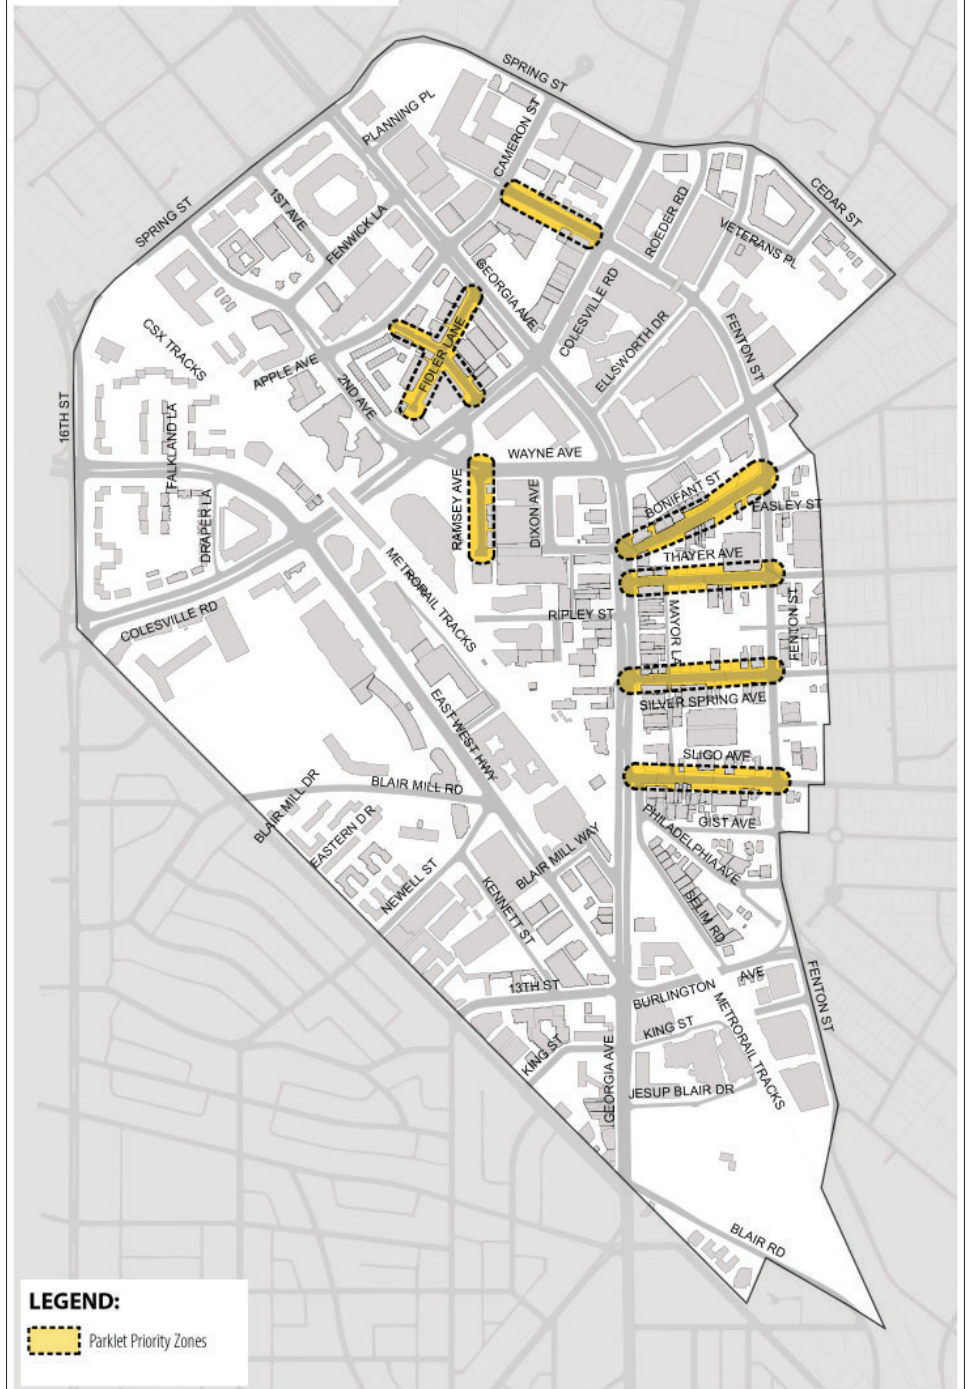 SPRING ST
PLANNING PL
CAMERON ST
CEDAR ST
ROEDER RD
VETERANS PL
SPRING ST
1ST AVE
FENWICK LA
GEORGIA AVE
COLESVILLE RD
ELLSWORTH DR
FENTON ST
CSX TRACKS
APPLE AVE
FIDLER LANE
2ND AVE
16TH ST
FALKLAND LA
DRAPER LA
WAYNE AVE
RAMSEY AVE
DIXON AVE
BONIFANT ST
EASLEY ST
THAYER AVE
METRORAIL TRACKS
RIPLEY ST
MAYOR LA
FENTON ST
COLESVILLE RD
SILVER SPRING AVE
EAST WEST HWY
SLIGO AVE
BLAIR MILL RD
BLAIR MILL DR
EASTERN DR
GIST AVE
PHILADELPHIA AVE
BLAIR MILL WAY
NEWELL ST
KENNETT ST
SELIM RD
13TH ST
BURLINGTON AVE
FENTON ST
KING ST
KING ST
METRORAIL TRACKS
GEORGIA AVE
JESUP BLAIR DR
BLAIR RD
LEGEND:
Parklet Priority Zones